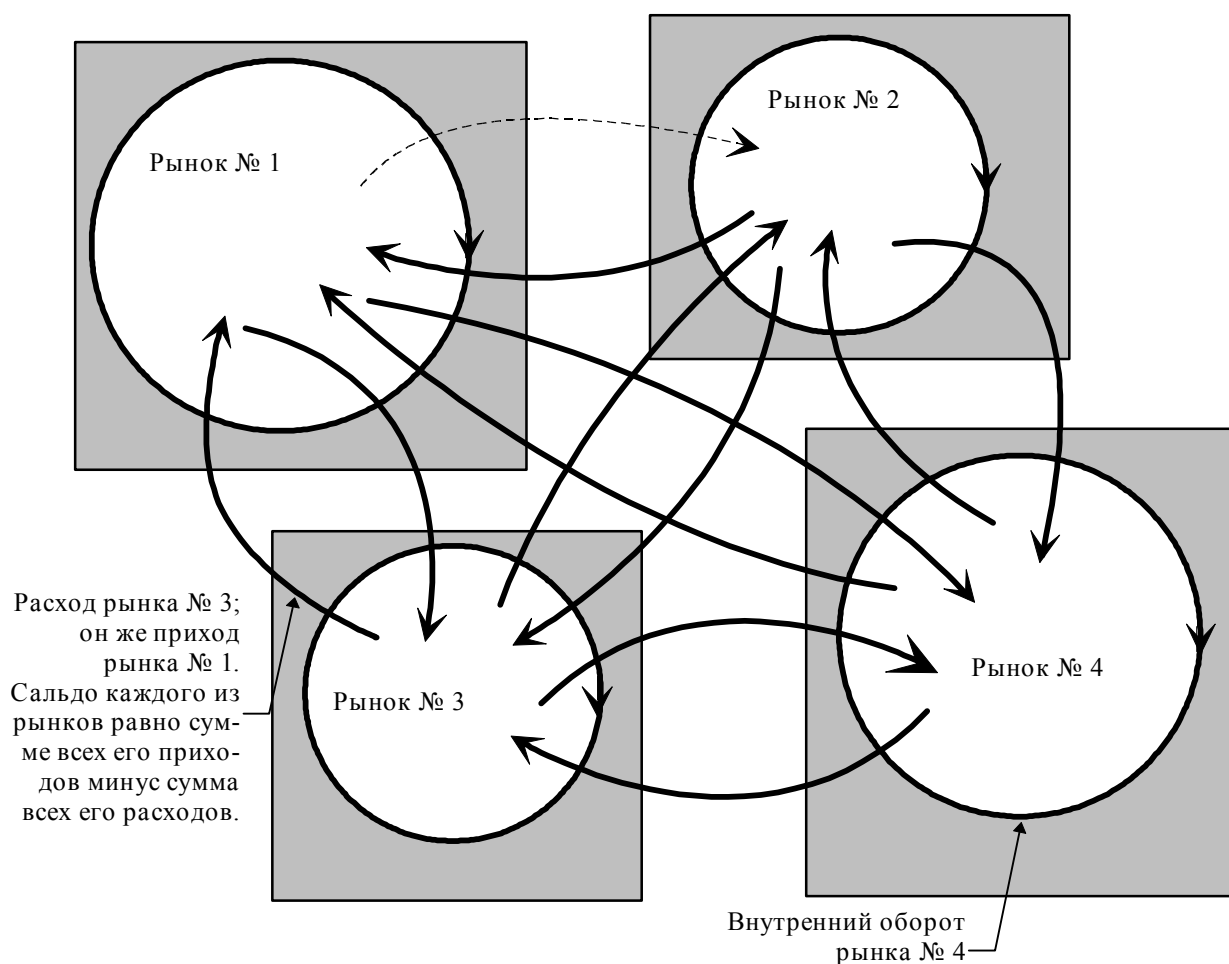 Рынок № 1
Рынок № 2
Рынок № 3
Рынок № 4
Расход рынка № 3;
он же приход
рынка № 1.
Сальдо каждого из
рынков равно сум-
ме всех его прихо-
дов минус сумма
всех его расходов.
Внутренний оборот
рынка № 4